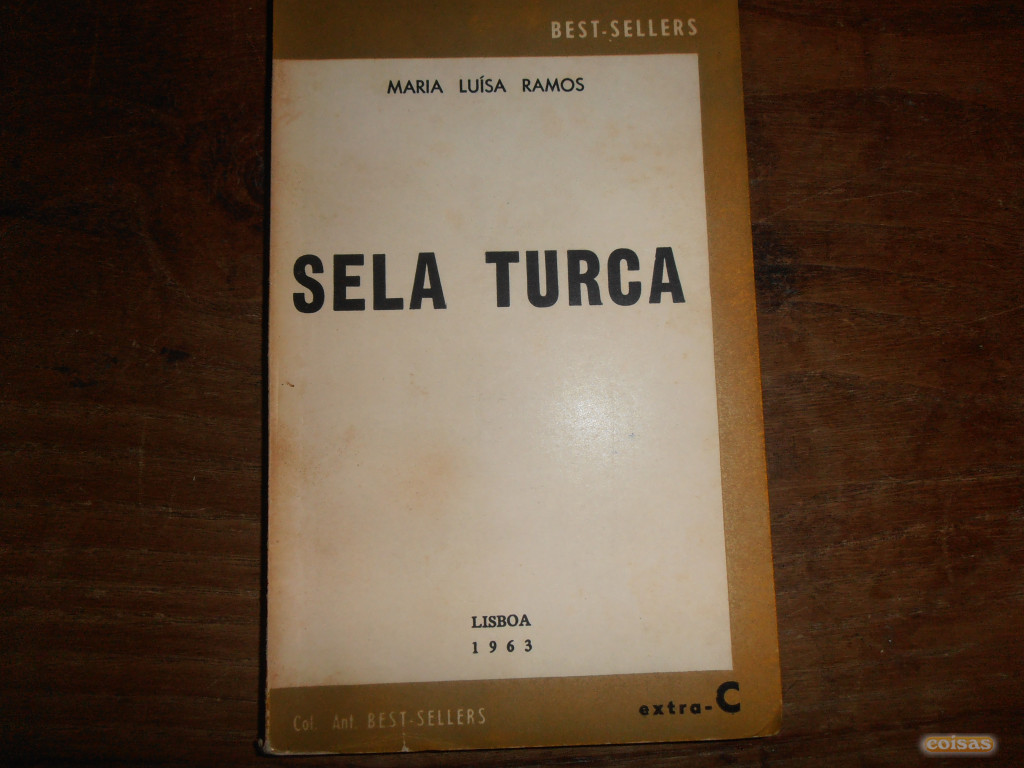 BEST-SELLERS
MARIA LUÍSA RAMOS
SELA TURCA
LISBOA
1963
Col. Ant. BEST-SELLERS
extra-C
coisas